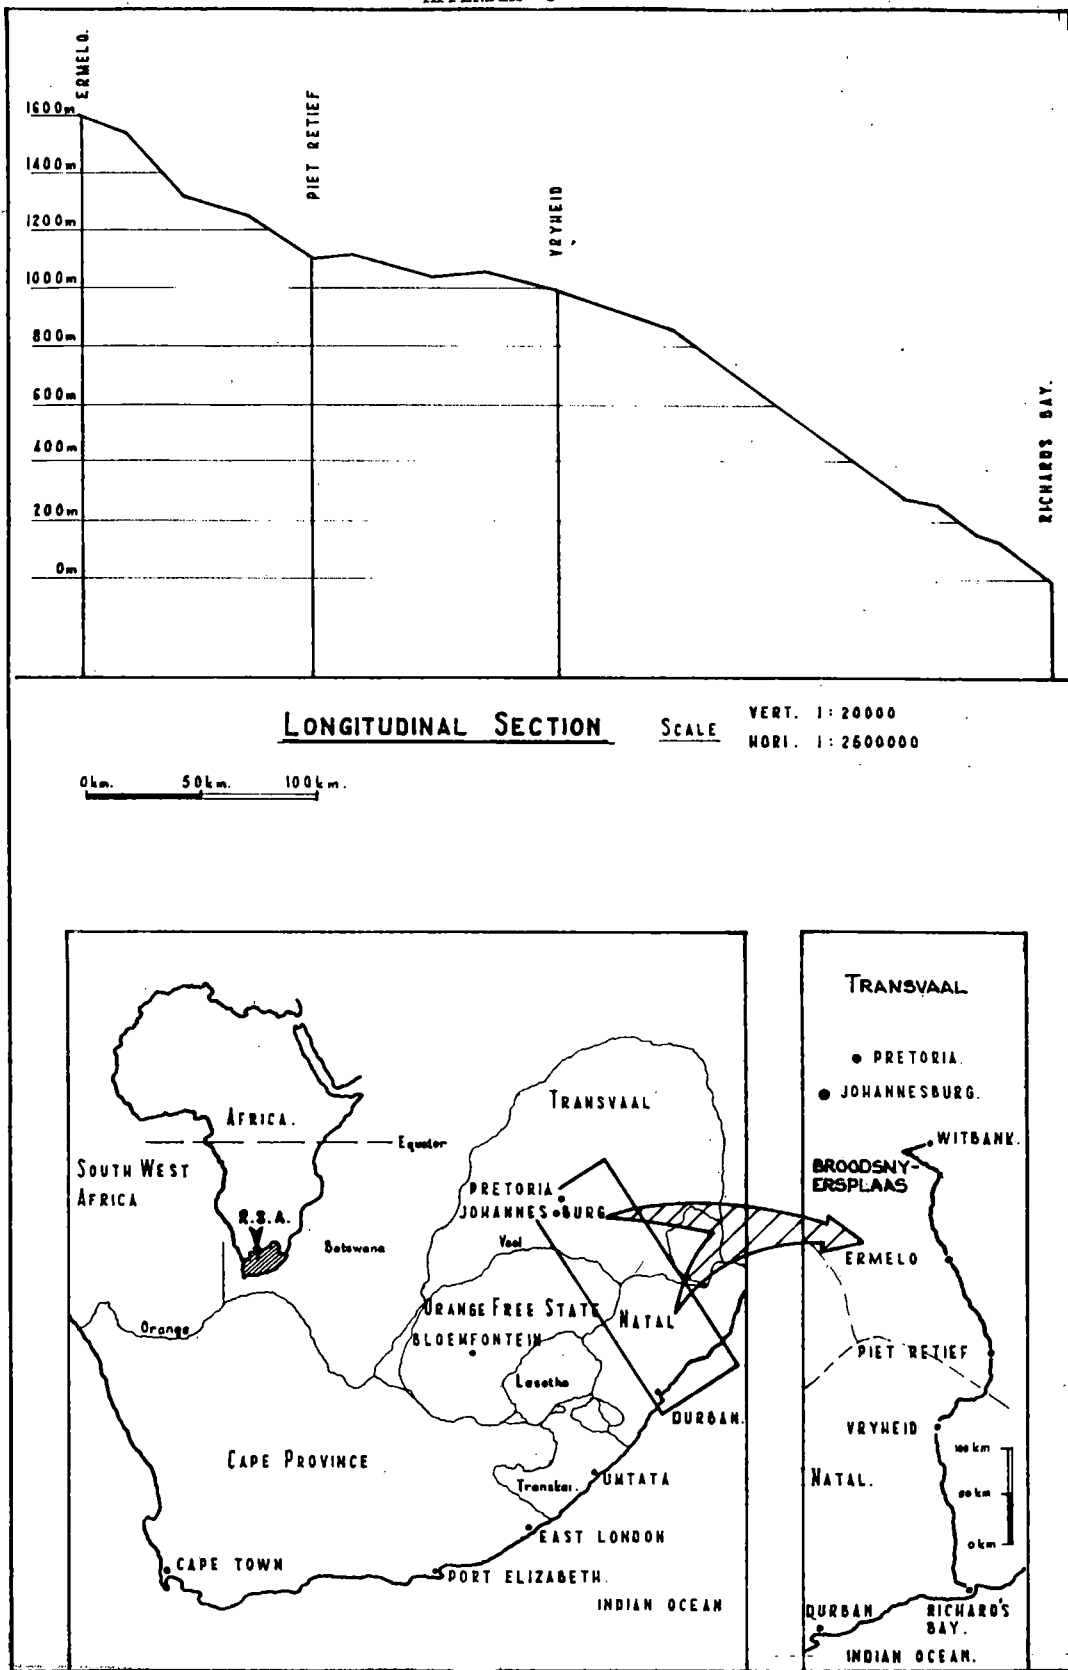 ERMELO.
PIET RETIEF
VRYHEID
RICHARDS BAY.
1600m
1400m
1200m
1000m
800m
600m
400m
200m
0m
LONGITUDINAL SECTION
SCALE
VERT. 1:20000
HORI. 1:2500000
0km. 50km. 100km.
AFRICA.
Equator
SOUTH WEST
AFRICA
R.S.A.
Botswana
TRANSVAAL
PRETORIA
JOHANNESBURG
Vaal
ORANGE FREE STATE
NATAL
BLOEMFONTEIN
Orange
Lesotho
DURBAN.
CAPE PROVINCE
Transkei.
UMTATA
EAST LONDON
CAPE TOWN
PORT ELIZABETH.
INDIAN OCEAN
TRANSVAAL
PRETORIA.
JOHANNESBURG.
WITBANK.
BROODSNY-
ERSPLAAS
ERMELO
PIET RETIEF
VRYHEID
100 km
50 km
0 km
NATAL.
DURBAN
RICHARD'S
BAY.
INDIAN OCEAN.